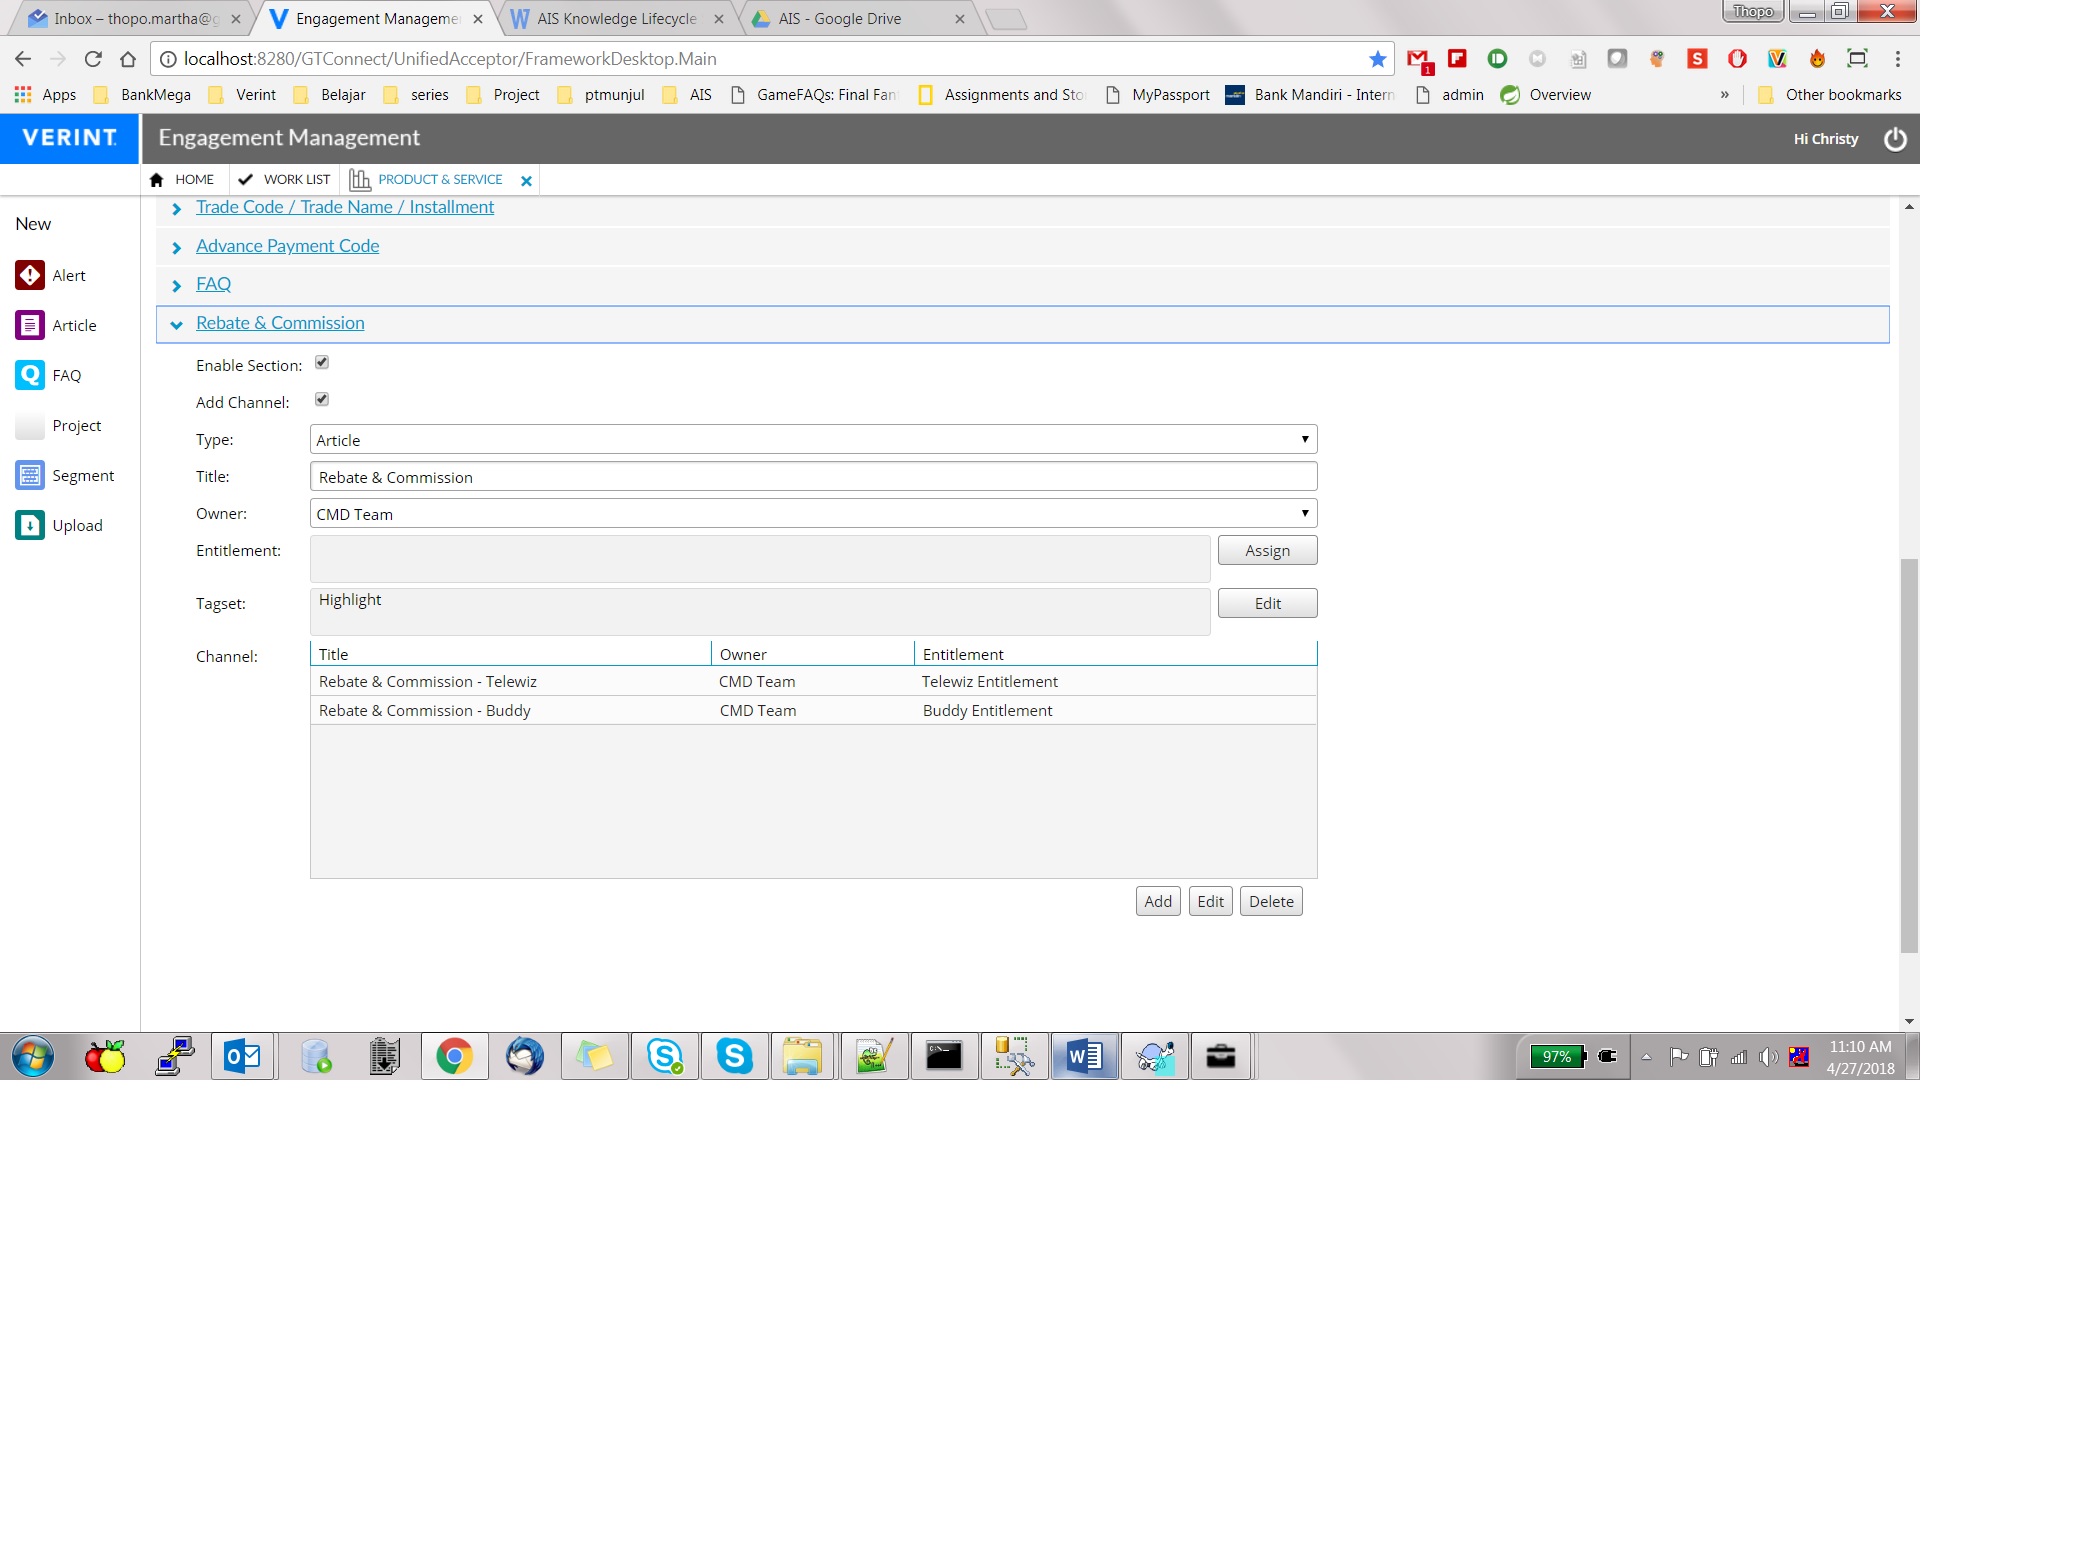 Thopo
Inbox – thopo.martha@g
Engagement Manageme
AIS Knowledge Lifecycle
AIS - Google Drive
localhost:8280/GTConnect/UnifiedAcceptor/FrameworkDesktop.Main
1
Apps BankMega Verint Belajar series Project ptmunjul AIS GameFAQs: Final Fan Assignments and Sto MyPassport Bank Mandiri - Intern admin Overview » Other bookmarks
VERINT. Engagement Management Hi Christy
HOME WORK LIST PRODUCT & SERVICE
New
Alert
Article
FAQ
Project
Segment
Upload
Trade Code / Trade Name / Installment
Advance Payment Code
FAQ
Rebate & Commission
Enable Section:
Add Channel:
Type: Article
Title: Rebate & Commission
Owner: CMD Team
Entitlement: Assign
Tagset: Highlight Edit
Channel: Title Owner Entitlement
Rebate & Commission - Telewiz CMD Team Telewiz Entitlement
Rebate & Commission - Buddy CMD Team Buddy Entitlement
Add Edit Delete
97%
11:10 AM
4/27/2018